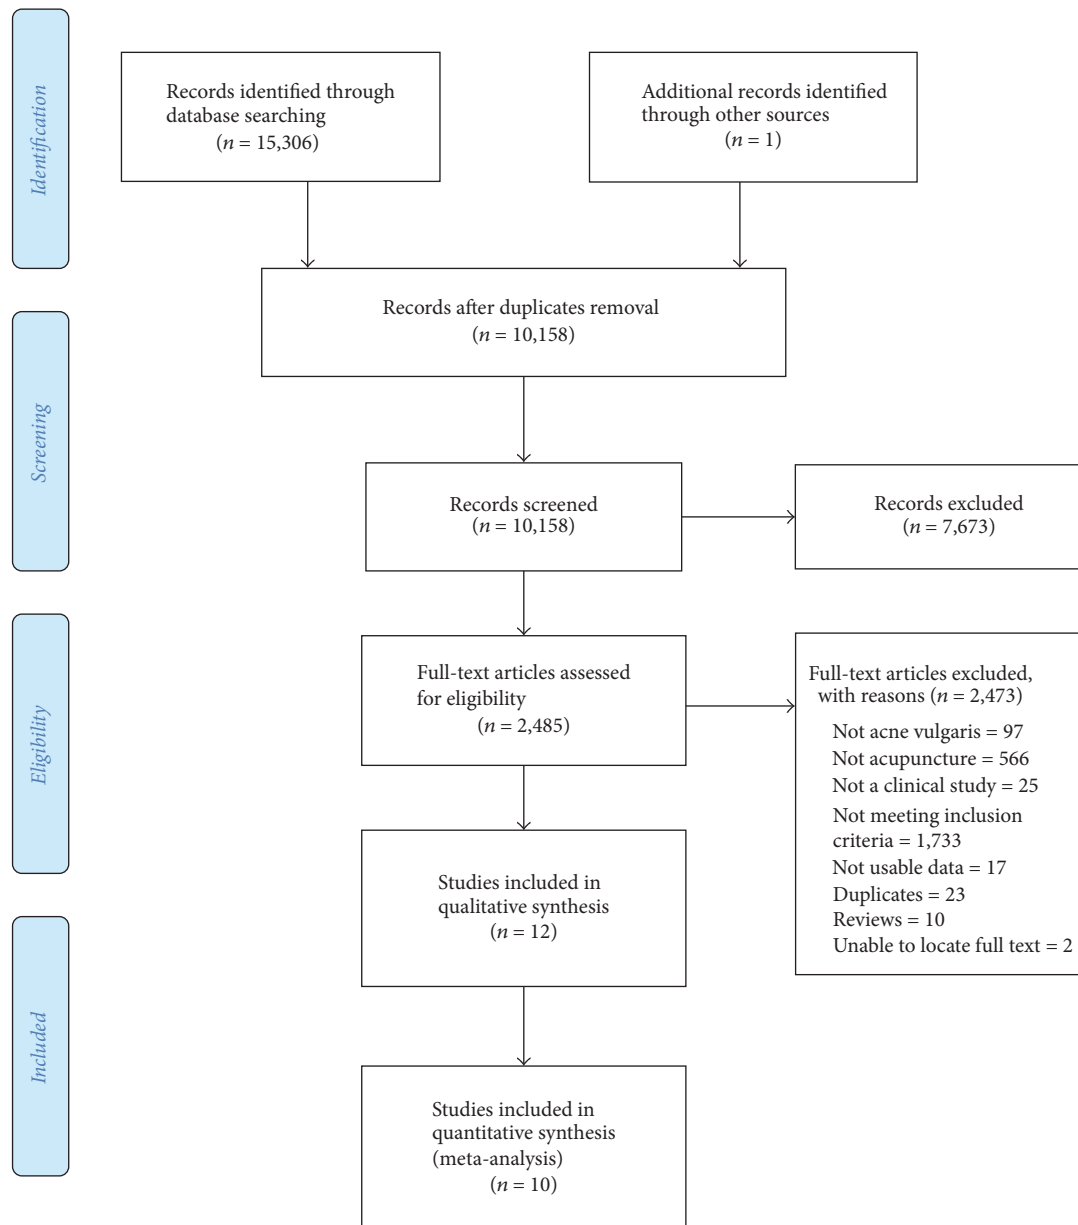 Identification
Records identified through
database searching
(n = 15,306)
Additional records identified
through other sources
(n = 1)
Records after duplicates removal
(n = 10,158)
Screening
Records screened
(n = 10,158)
Records excluded
(n = 7,673)
Eligibility
Full-text articles assessed
for eligibility
(n = 2,485)
Full-text articles excluded,
with reasons (n = 2,473)
Not acne vulgaris = 97
Not acupuncture = 566
Not a clinical study = 25
Not meeting inclusion
criteria = 1,733
Not usable data = 17
Duplicates = 23
Reviews = 10
Unable to locate full text = 2
Studies included in
qualitative synthesis
(n = 12)
Included
Studies included in
quantitative synthesis
(meta-analysis)
(n = 10)